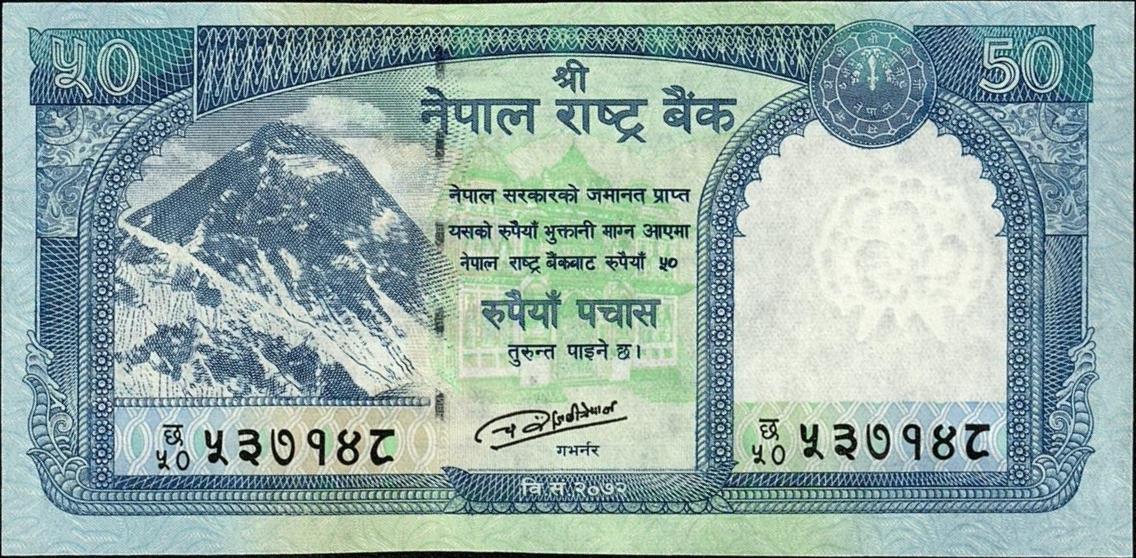 ५०
50
श्री
नेपाल राष्ट्र बैंक
नेपाल सरकारको जमानत प्राप्त
यसको रुपैयाँ भुक्तानी माग्न आएमा
नेपाल राष्ट्र बैंकबाट रुपैयाँ ५०
रुपैयाँ पचास
तुरुन्त पाइने छ।
गभर्नर
छ
५० ५३७१४८
छ
५० ५३७१४८
वि.सं.२०७२